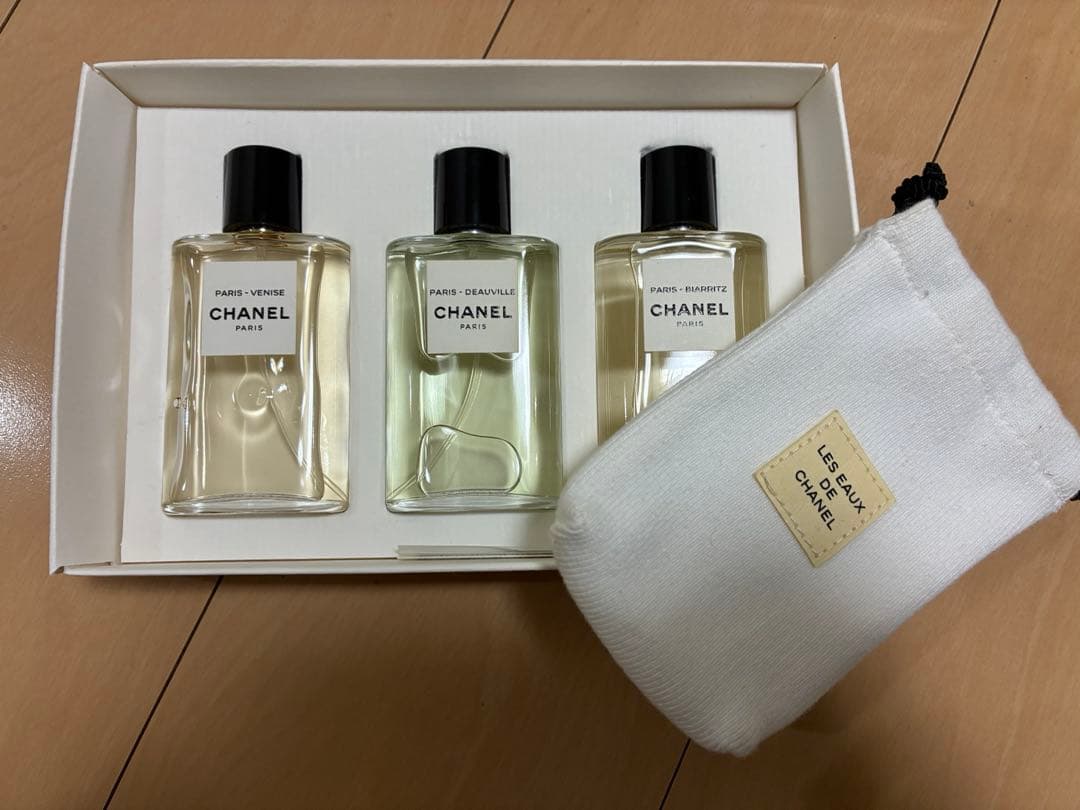 PARIS - VENISE
CHANEL
PARIS
PARIS - DEAUVILLE
CHANEL
PARIS
PARIS - BIARRITZ
CHANEL
PARIS
LES EAUX
DE
CHANEL